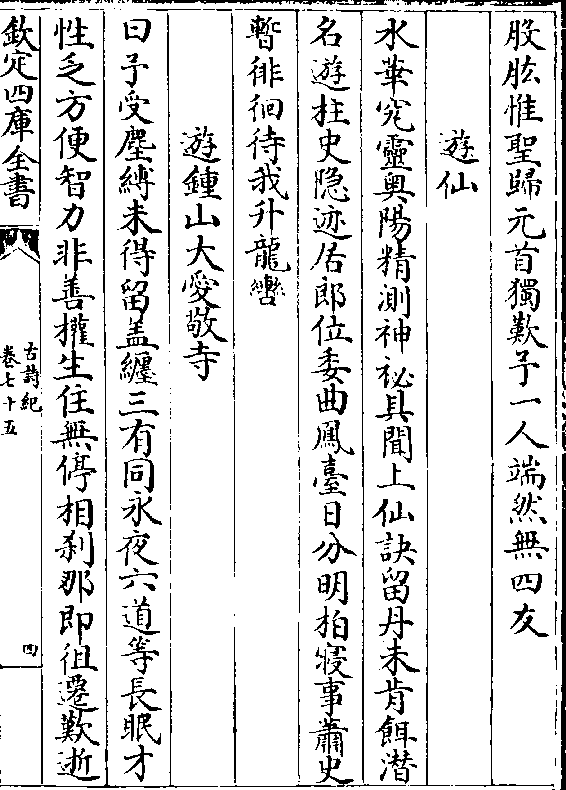 股肱惟聖歸元首獨歎予一人端然無四友
遊仙
水華究靈奥陽精測神祕具聞上仙訣留丹未肯餌潜
名遊柱史隐迹居郎位委曲鳳臺日分明柏寝事蕭史
暫徘徊待我升龍轡
遊鍾山大愛敬寺
曰予受塵縛未得留盖纒三有同永夜六道等長眠才
性乏方便智力非善權生住無停相刹那即徂遷歎逝
欽定四庫全書
古詩紀
卷七十五
四